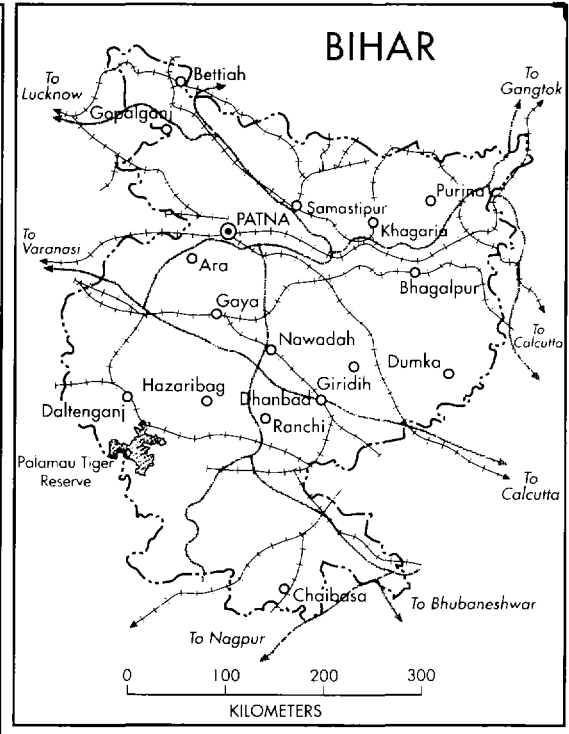 BIHAR
To
Lucknow
Bettiah
To
Gangtok
Gopalganj
Purina
Samastipur
PATNA
Khagaria
To
Varanasi
Ara
Bhagalpur
Gaya
To
Calcutta
Nawadah
Dumka
Giridih
Hazaribag
Dhanbad
Daltenganj
Ranchi
Palamau Tiger
Reserve
To
Calcutta
Chaibasa
To Bhubaneshwar
To Nagpur
0 100 200 300
KILOMETERS